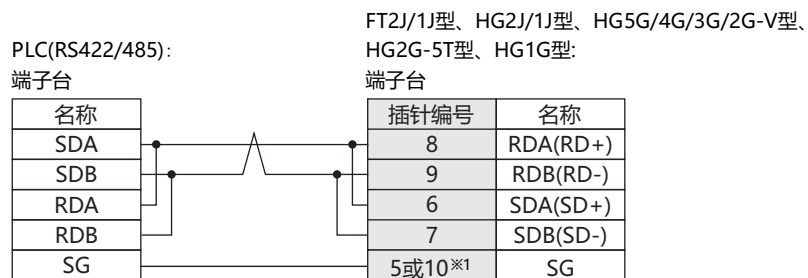 FT2J/1J型、HG2J/1J型、HG5G/4G/3G/2G-V型、
PLC(RS422/485):
HG2G-5T型、HG1G型:
端子台
端子台
名称
插针编号
名称
SDA
8
RDA(RD+)
SDB
9
RDB(RD-)
RDA
6
SDA(SD+)
RDB
7
SDB(SD-)
SG
5或10※1
SG